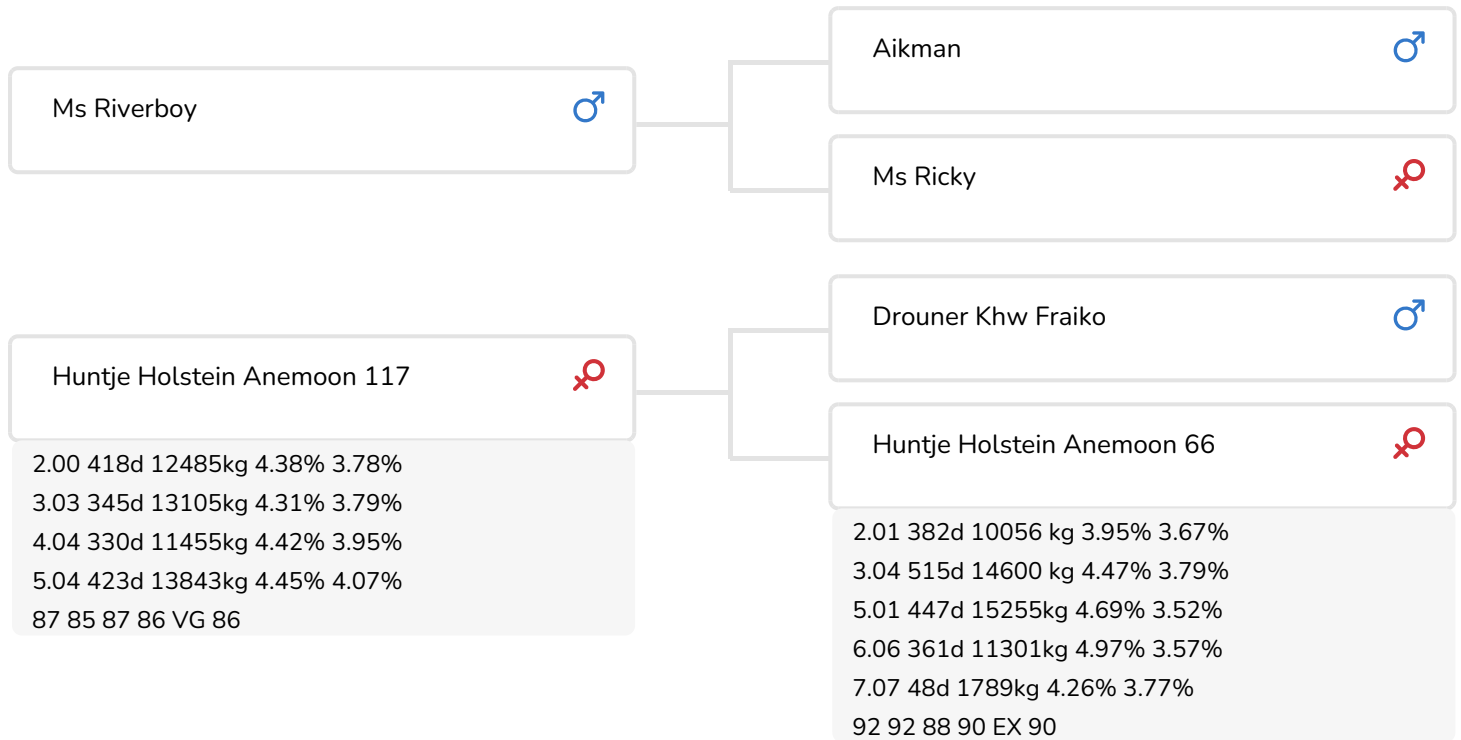 Ms Riverboy
Aikman
Ms Ricky
Huntje Holstein Anemoon 117
2.00 418d 12485kg 4.38% 3.78%
3.03 345d 13105kg 4.31% 3.79%
4.04 330d 11455kg 4.42% 3.95%
5.04 423d 13843kg 4.45% 4.07%
87 85 87 86 VG 86
Drouner Khw Fraiko
Huntje Holstein Anemoon 66
2.01 382d 10056 kg 3.95% 3.67%
3.04 515d 14600 kg 4.47% 3.79%
5.01 447d 15255kg 4.69% 3.52%
6.06 361d 11301kg 4.97% 3.57%
7.07 48d 1789kg 4.26% 3.77%
92 92 88 90 EX 90